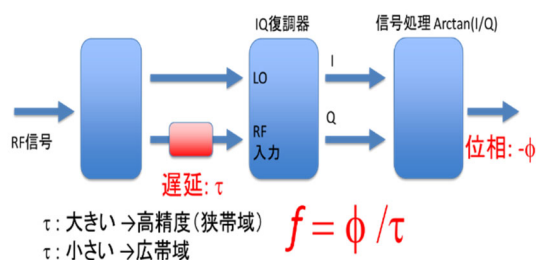 IQ復調器
信号処理 Arctan(I/Q)
I
LO
RF信号
Q
RF
入力
位相: -ϕ
遅延: τ
τ : 大きい →高精度(狭帯域)
τ : 小さい →広帯域
f = ϕ /τ